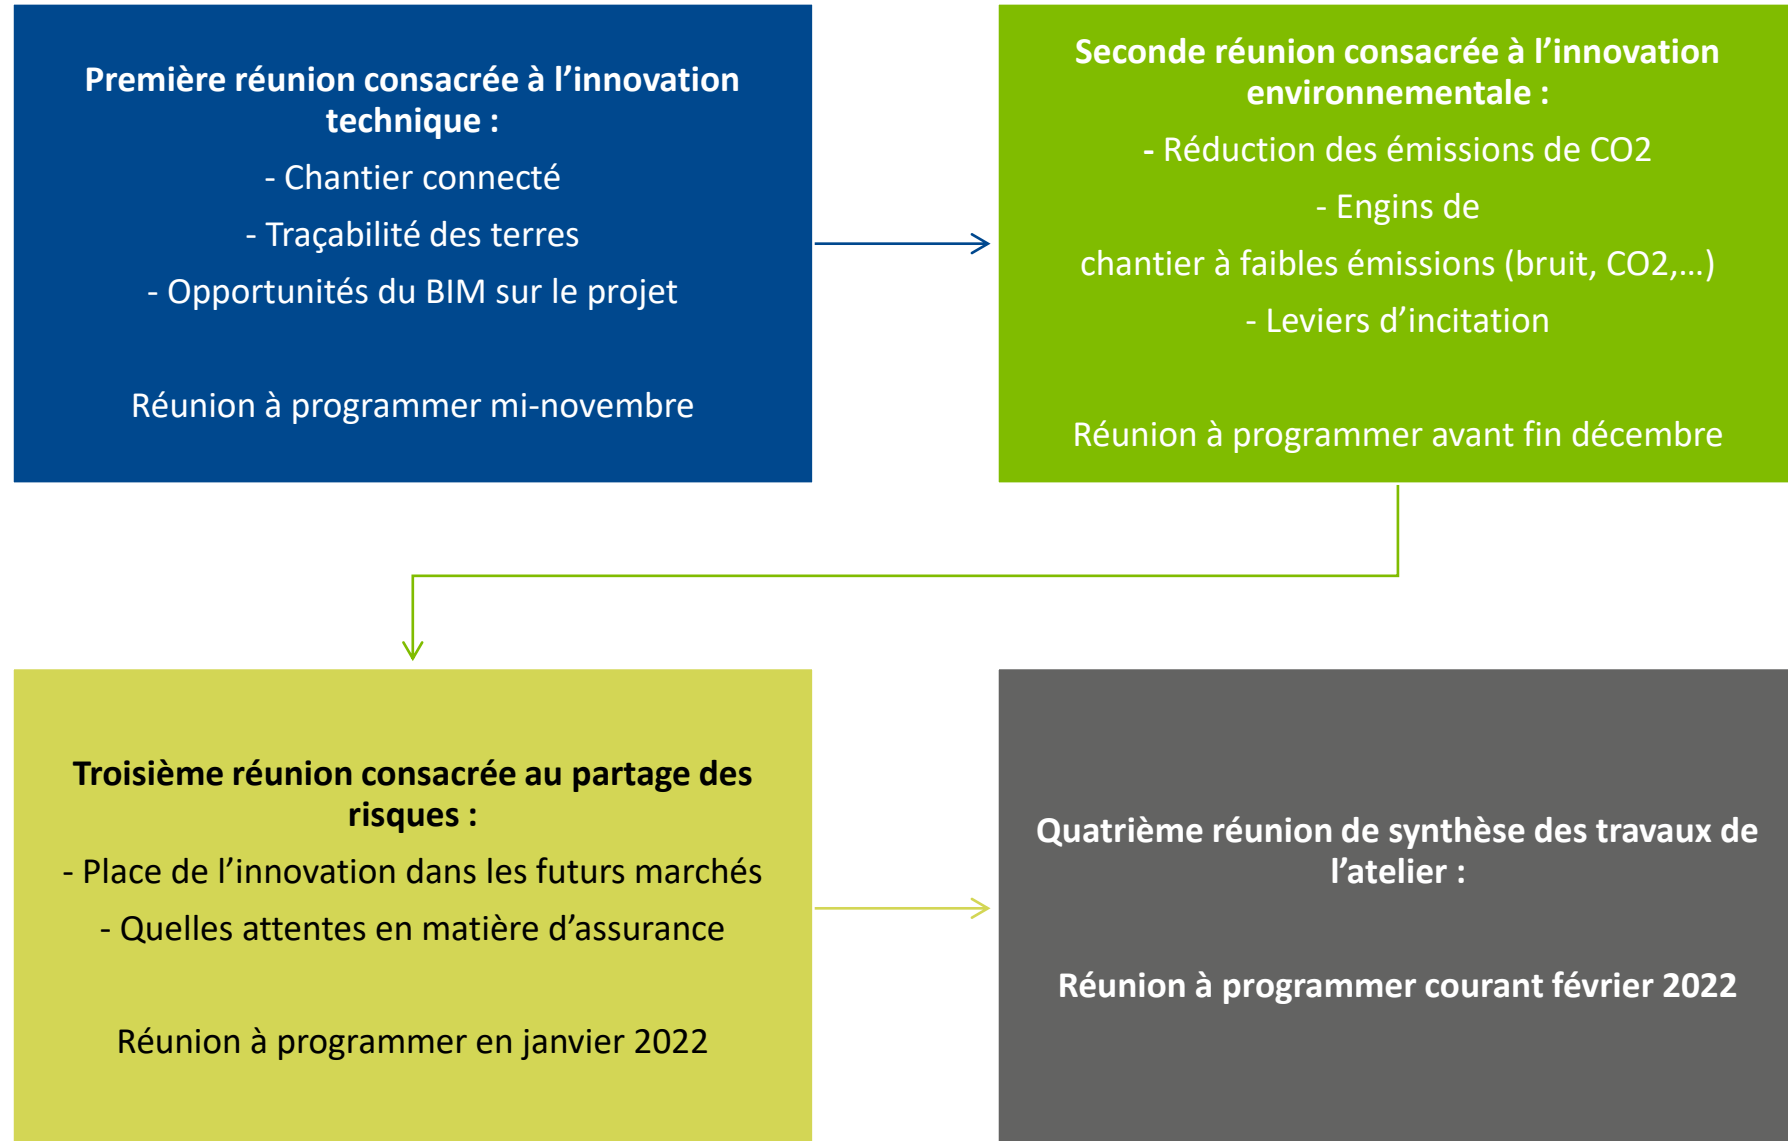 Première réunion consacrée à l’innovation
technique :
- Chantier connecté
- Traçabilité des terres
- Opportunités du BIM sur le projet
Réunion à programmer mi-novembre
Seconde réunion consacrée à l’innovation
environnementale :
- Réduction des émissions de CO2
- Engins de
chantier à faibles émissions (bruit, CO2,…)
- Leviers d’incitation
Réunion à programmer avant fin décembre
Troisième réunion consacrée au partage des
risques :
- Place de l’innovation dans les futurs marchés
- Quelles attentes en matière d’assurance
Réunion à programmer en janvier 2022
Quatrième réunion de synthèse des travaux de
l’atelier :
Réunion à programmer courant février 2022